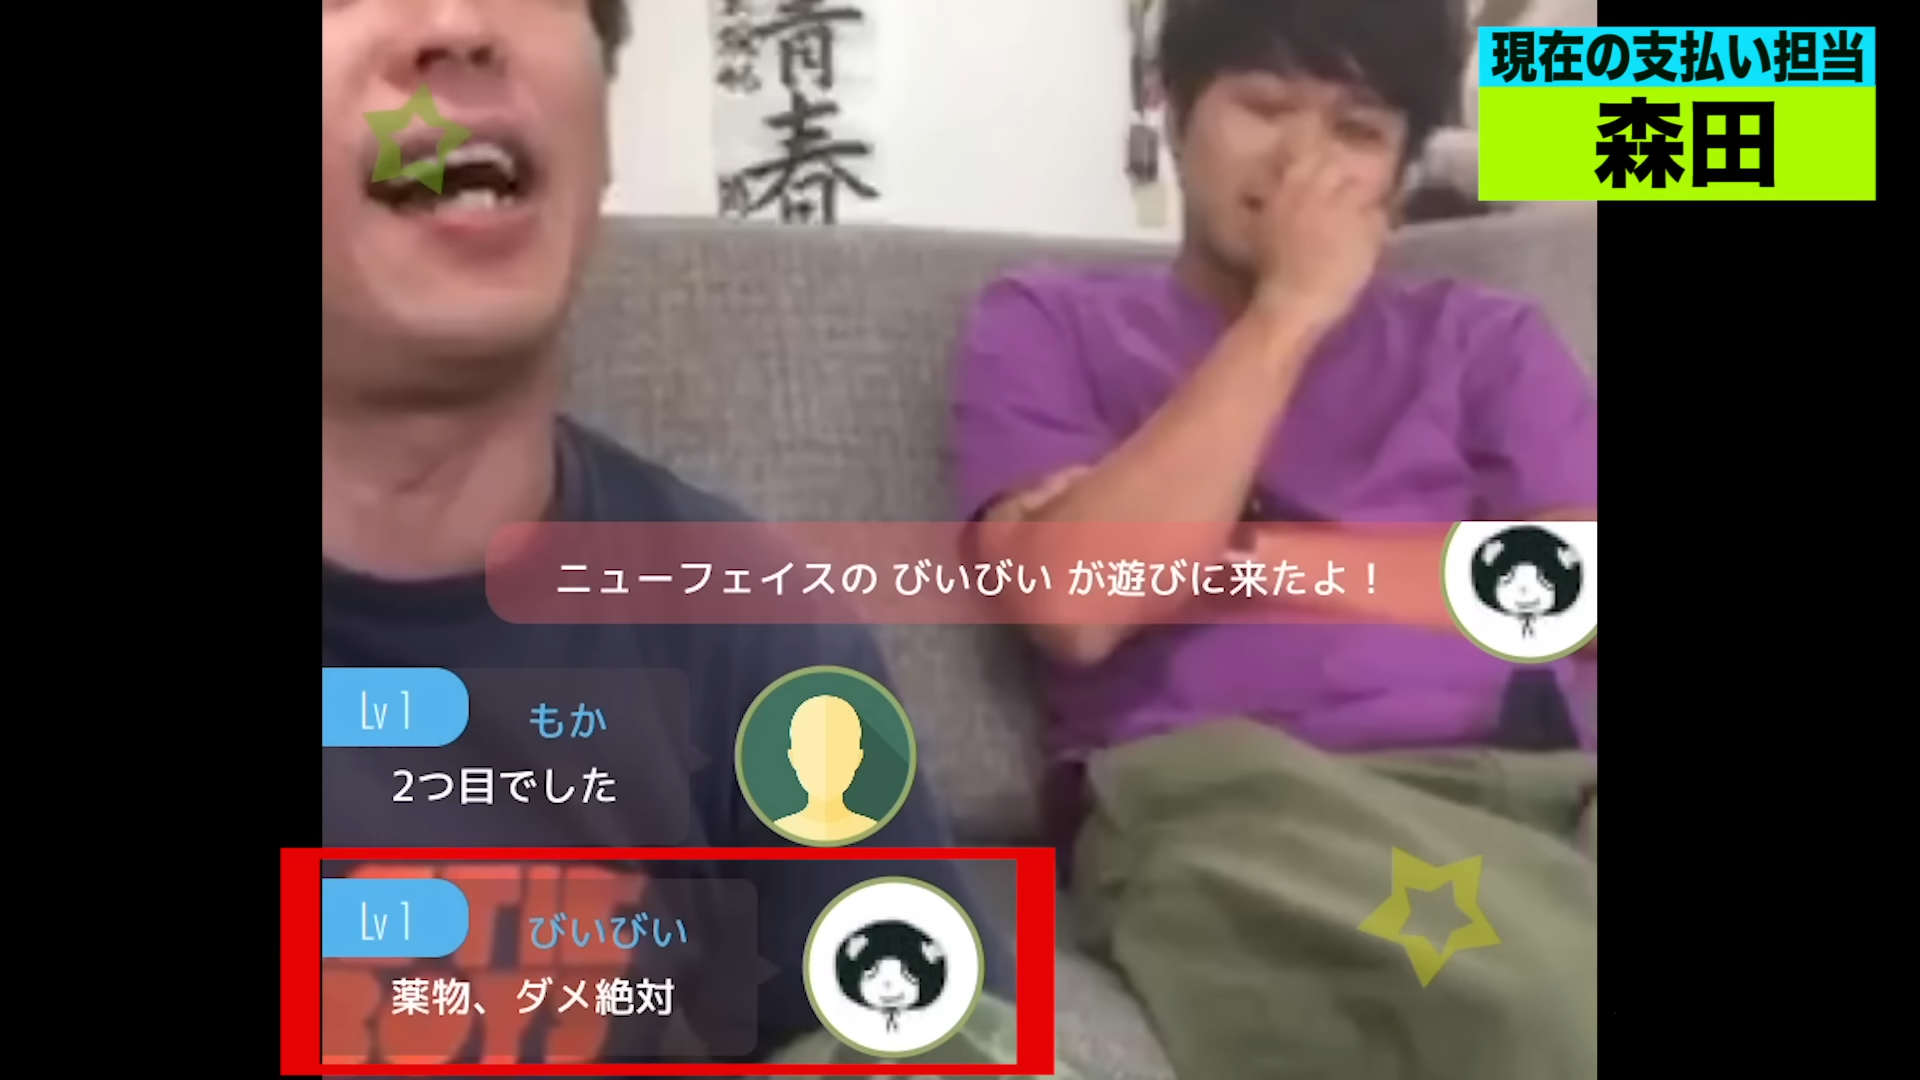 現在の支払い担当
森田
青春
ニューフェイスの びいびい が遊びに来たよ！
Lv 1 もか
2つ目でした
Lv 1 びいびい
薬物、ダメ絶対